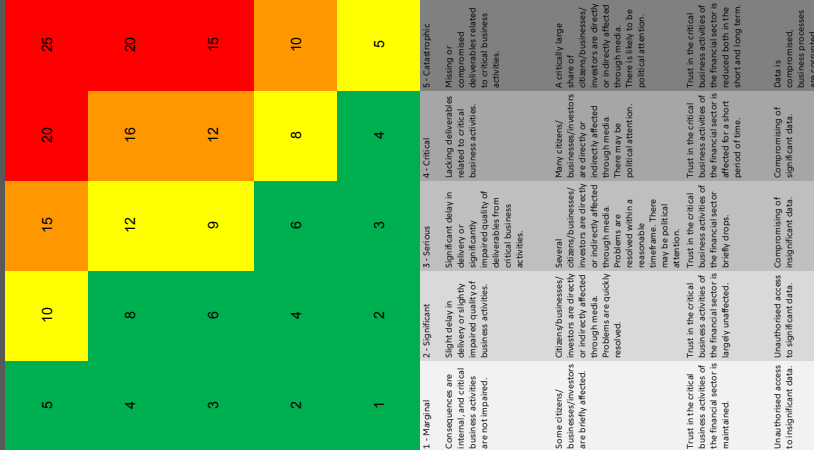 5 10 15 20 25
4 8 12 16 20
3 6 9 12 15
2 4 6 8 10
1 2 3 4 5
1 - Marginal
2 - Significant
3 - Serious
4 - Critical
5 - Catastrophic
Consequences are
internal, and critical
business activities
are not impaired.
Slight delay in
delivery or slightly
impaired quality of
business activities.
Significant delay in
delivery or
significantly
impaired quality of
deliverables from
critical business
activities.
Lacking deliverables
related to critical
business activities.
Missing or
compromised
deliverables related
to critical business
activities.
Some citizens/
businesses/investors
are briefly affected.
Citizens/businesses/
investors are directly
or indirectly affected
through media.
Problems are quickly
resolved.
Several
citizens/businesses/
investors are directly
or indirectly affected
through media.
Problems are
resolved within a
reasonable
timeframe. There
may be political
attention.
Many citizens/
businesses/investors
are directly or
indirectly affected
through media.
There may be
political attention.
A critically large
share of
citizens/businesses/
investors are directly
or indirectly affected
through media.
There is likely to be
political attention.
Trust in the critical
business activities of
the financial sector is
maintained.
Trust in the critical
business activities of
the financial sector is
largely unaffected.
Trust in the critical
business activities of
the financial sector
briefly drops.
Trust in the critical
business activities of
the financial sector is
affected for a short
period of time.
Trust in the critical
business activities of
the financial sector is
reduced both in the
short and long term.
Unauthorised access
to insignificant data.
Unauthorised access
to significant data.
Compromising of
insignificant data.
Compromising of
significant data.
Data is
compromised,
business processes